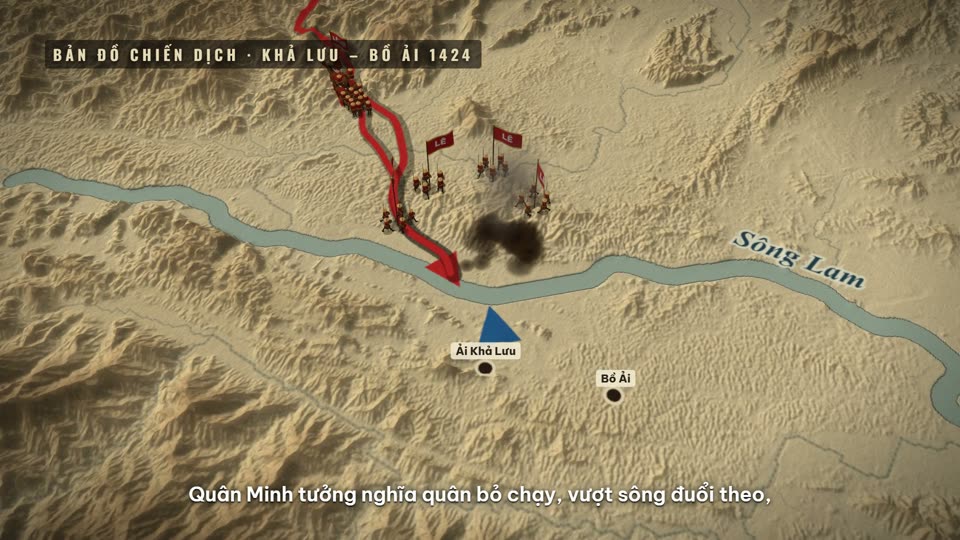 BẢN ĐỒ CHIẾN DỊCH · KHẢ LƯU – BỒ ẢI 1424
LÊ
LÊ
Sông Lam
Ải Khả Lưu
Bồ Ải
Quân Minh tưởng nghĩa quân bỏ chạy, vượt sông đuổi theo,